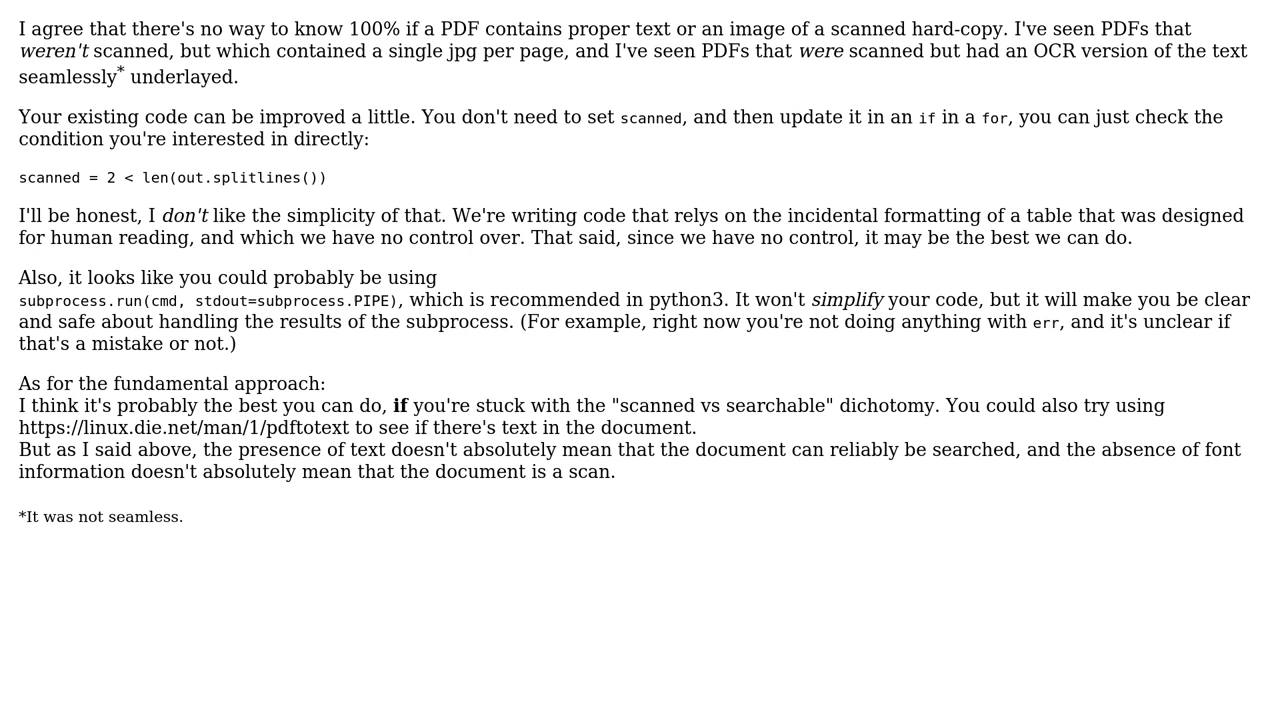 I agree that there's no way to know 100% if a PDF contains proper text or an image of a scanned hard-copy. I've seen PDFs that
weren't scanned, but which contained a single jpg per page, and I've seen PDFs that were scanned but had an OCR version of the text
seamlessly* underlayed.
Your existing code can be improved a little. You don't need to set scanned, and then update it in an if in a for, you can just check the
condition you're interested in directly:
scanned = 2 < len(out.splitlines())
I'll be honest, I don't like the simplicity of that. We're writing code that relys on the incidental formatting of a table that was designed
for human reading, and which we have no control over. That said, since we have no control, it may be the best we can do.
Also, it looks like you could probably be using
subprocess.run(cmd, stdout=subprocess.PIPE), which is recommended in python3. It won't simplify your code, but it will make you be clear
and safe about handling the results of the subprocess. (For example, right now you're not doing anything with err, and it's unclear if
that's a mistake or not.)
As for the fundamental approach:
I think it's probably the best you can do, if you're stuck with the "scanned vs searchable" dichotomy. You could also try using
https://linux.die.net/man/1/pdftotext to see if there's text in the document.
But as I said above, the presence of text doesn't absolutely mean that the document can reliably be searched, and the absence of font
information doesn't absolutely mean that the document is a scan.
*It was not seamless.